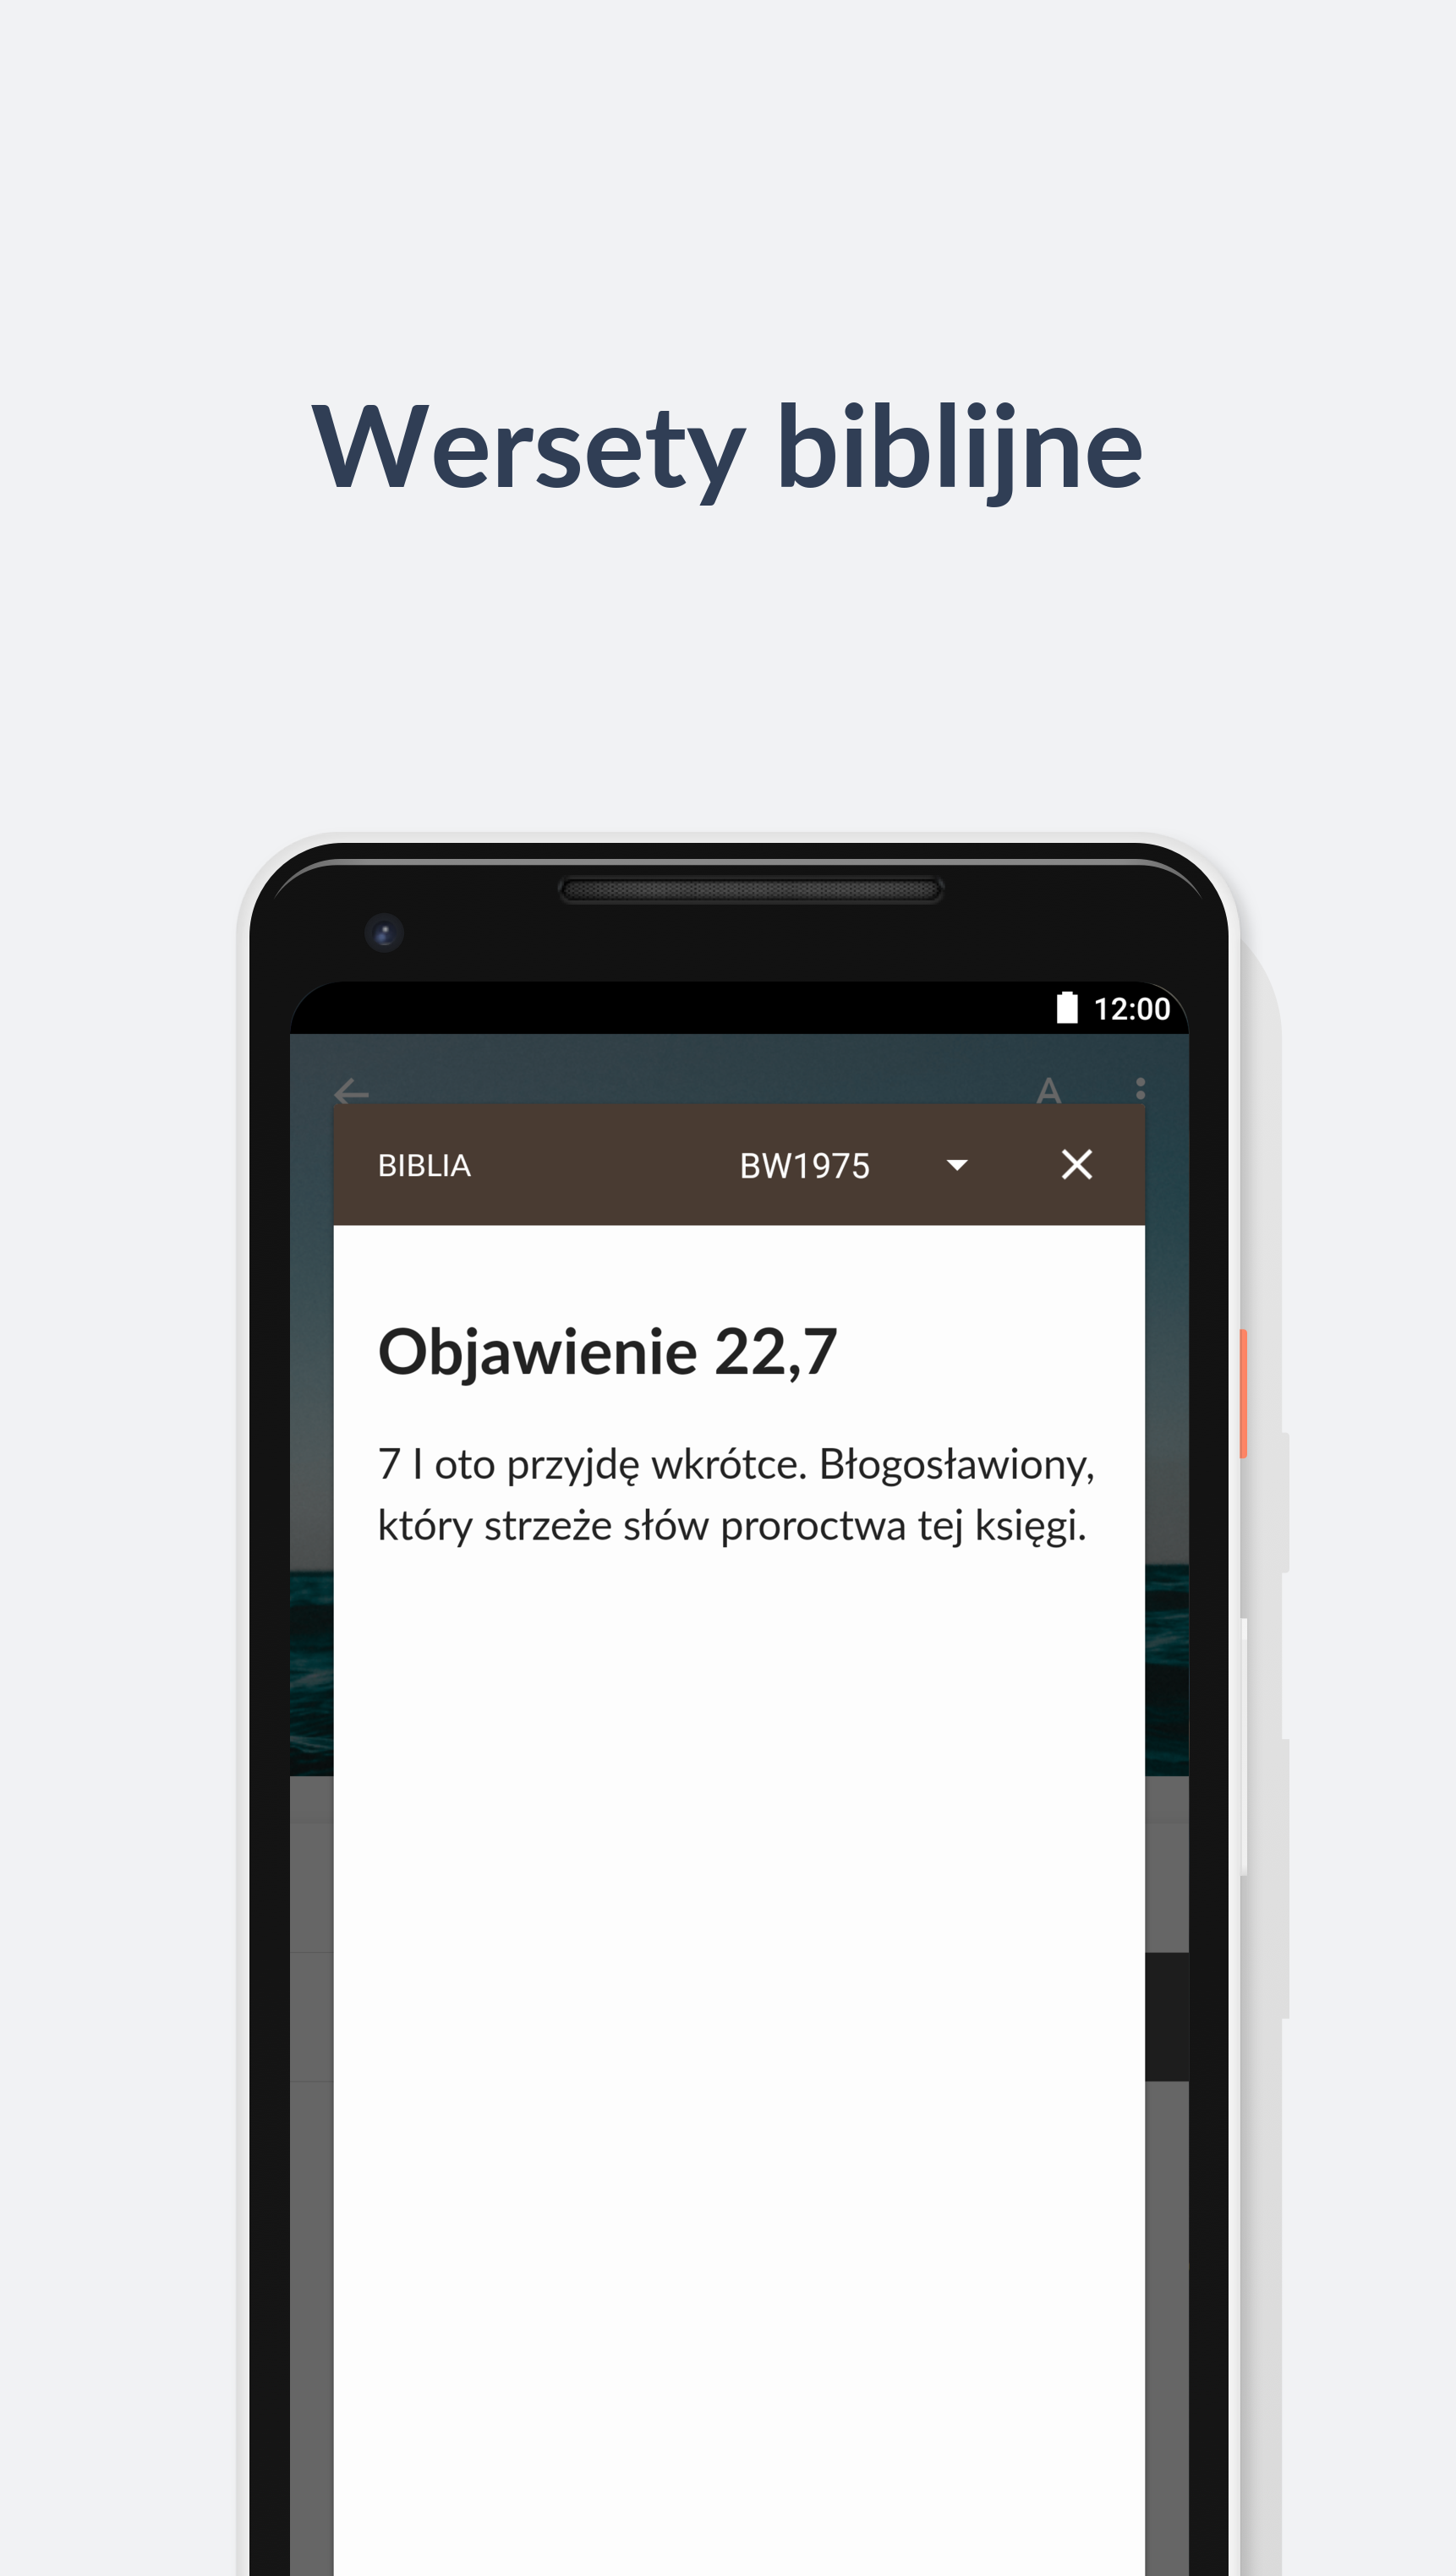 Wersety biblijne
12:00
A
BIBLIA BW1975
Objawienie 22,7
7 I oto przyjdę wkrótce. Błogosławiony,
który strzeże słów proroctwa tej księgi.